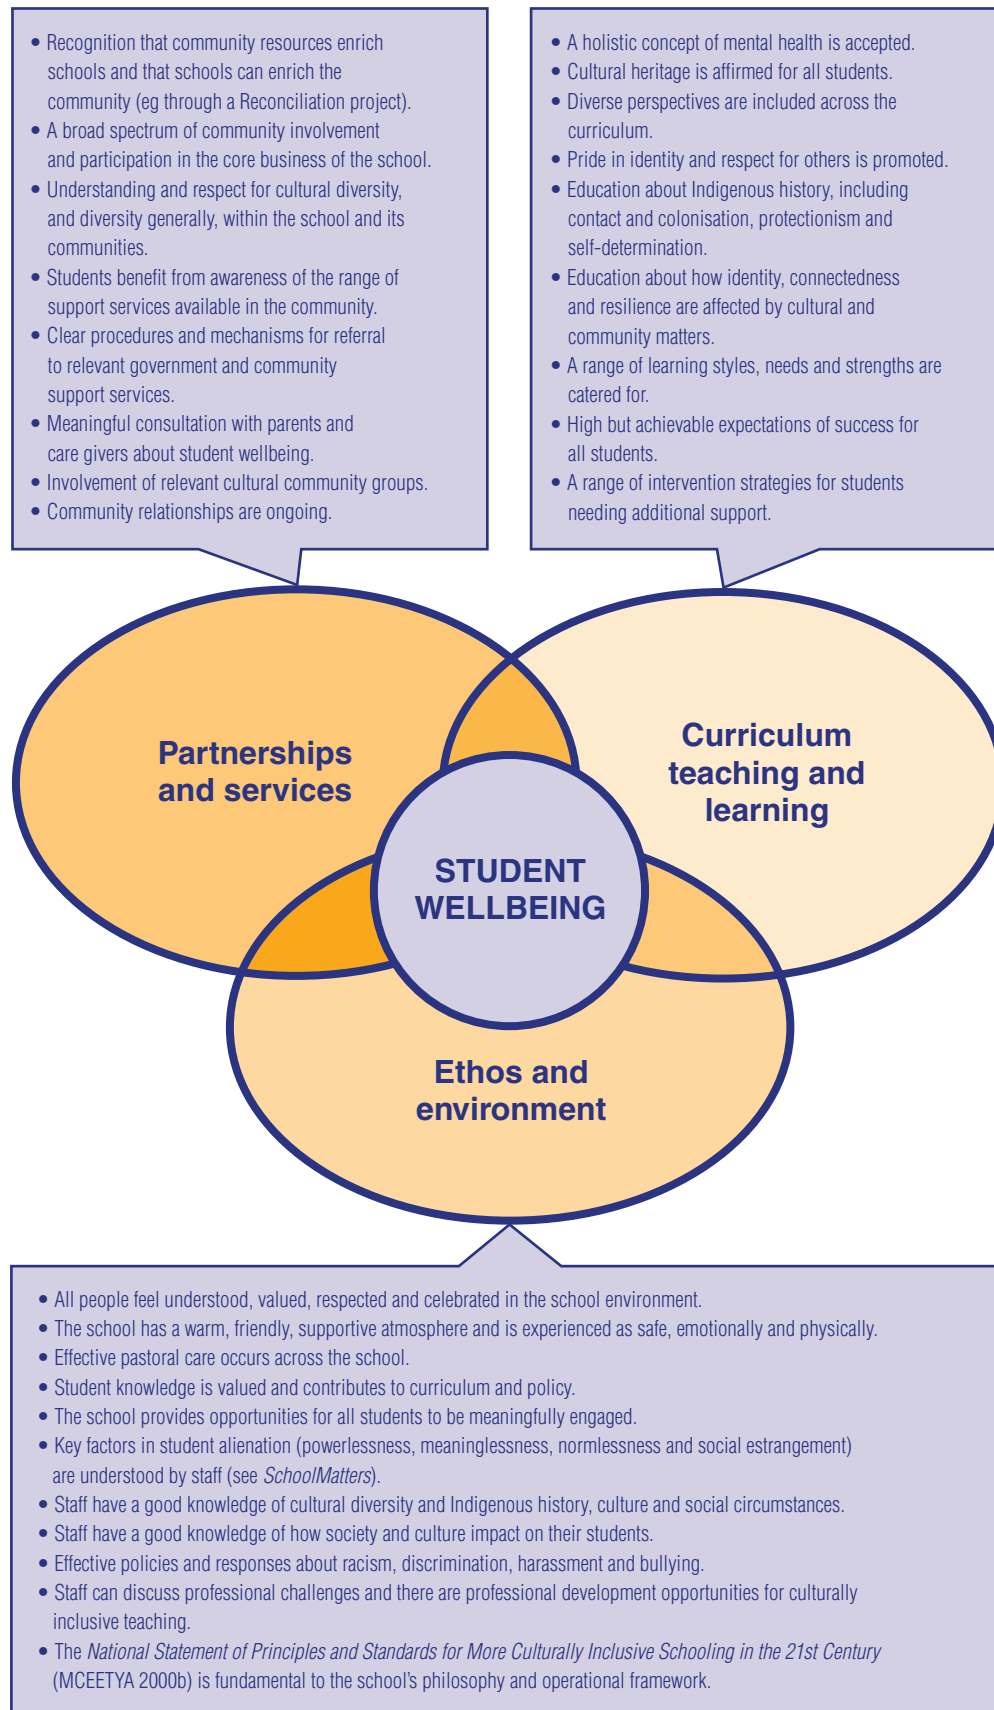 • Recognition that community resources enrich
schools and that schools can enrich the
community (eg through a Reconciliation project).
• A broad spectrum of community involvement
and participation in the core business of the school.
• Understanding and respect for cultural diversity,
and diversity generally, within the school and its
communities.
• Students benefit from awareness of the range of
support services available in the community.
• Clear procedures and mechanisms for referral
to relevant government and community
support services.
• Meaningful consultation with parents and
care givers about student wellbeing.
• Involvement of relevant cultural community groups.
• Community relationships are ongoing.
• A holistic concept of mental health is accepted.
• Cultural heritage is affirmed for all students.
• Diverse perspectives are included across the
curriculum.
• Pride in identity and respect for others is promoted.
• Education about Indigenous history, including
contact and colonisation, protectionism and
self-determination.
• Education about how identity, connectedness
and resilience are affected by cultural and
community matters.
• A range of learning styles, needs and strengths are
catered for.
• High but achievable expectations of success for
all students.
• A range of intervention strategies for students
needing additional support.
Partnerships
and services
Curriculum
teaching and
learning
STUDENT
WELLBEING
Ethos and
environment
• All people feel understood, valued, respected and celebrated in the school environment.
• The school has a warm, friendly, supportive atmosphere and is experienced as safe, emotionally and physically.
• Effective pastoral care occurs across the school.
• Student knowledge is valued and contributes to curriculum and policy.
• The school provides opportunities for all students to be meaningfully engaged.
• Key factors in student alienation (powerlessness, meaninglessness, normlessness and social estrangement)
are understood by staff (see SchoolMatters).
• Staff have a good knowledge of cultural diversity and Indigenous history, culture and social circumstances.
• Staff have a good knowledge of how society and culture impact on their students.
• Effective policies and responses about racism, discrimination, harassment and bullying.
• Staff can discuss professional challenges and there are professional development opportunities for culturally
inclusive teaching.
• The National Statement of Principles and Standards for More Culturally Inclusive Schooling in the 21st Century
(MCEETYA 2000b) is fundamental to the school's philosophy and operational framework.